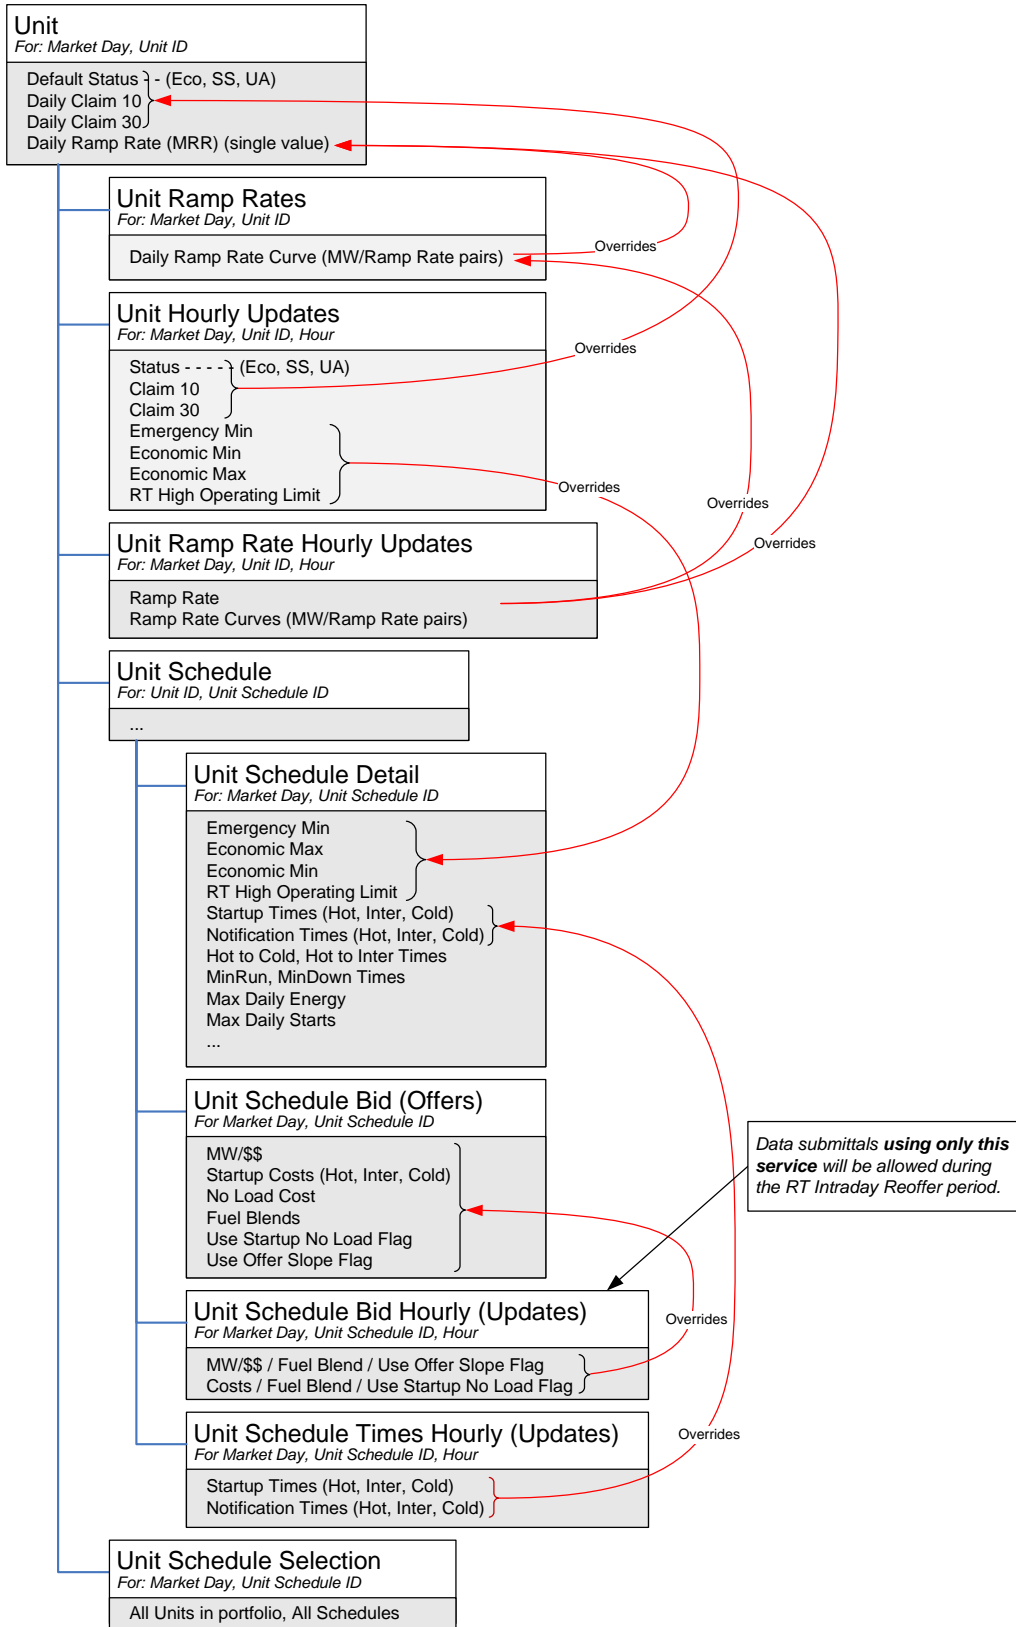 Unit
For: Market Day, Unit ID
Default Status - - (Eco, SS, UA)
Daily Claim 10
Daily Claim 30
Daily Ramp Rate (MRR) (single value)
Unit Ramp Rates
For: Market Day, Unit ID
Daily Ramp Rate Curve (MW/Ramp Rate pairs)
Overrides
Unit Hourly Updates
For: Market Day, Unit ID, Hour
Overrides
Status - - - - - (Eco, SS, UA)
Claim 10
Claim 30
Emergency Min
Economic Min
Economic Max
RT High Operating Limit
Overrides
Overrides
Overrides
Unit Ramp Rate Hourly Updates
For: Market Day, Unit ID, Hour
Ramp Rate
Ramp Rate Curves (MW/Ramp Rate pairs)
Unit Schedule
For: Unit ID, Unit Schedule ID
...
Unit Schedule Detail
For: Market Day, Unit Schedule ID
Emergency Min
Economic Max
Economic Min
RT High Operating Limit
Startup Times (Hot, Inter, Cold)
Notification Times (Hot, Inter, Cold)
Hot to Cold, Hot to Inter Times
MinRun, MinDown Times
Max Daily Energy
Max Daily Starts
...
Unit Schedule Bid (Offers)
For Market Day, Unit Schedule ID
MW/$$
Startup Costs (Hot, Inter, Cold)
No Load Cost
Fuel Blends
Use Startup No Load Flag
Use Offer Slope Flag
Data submittals using only this
service will be allowed during
the RT Intraday Reoffer period.
Unit Schedule Bid Hourly (Updates)
For Market Day, Unit Schedule ID, Hour
Overrides
MW/$$ / Fuel Blend / Use Offer Slope Flag
Costs / Fuel Blend / Use Startup No Load Flag
Unit Schedule Times Hourly (Updates)
For Market Day, Unit Schedule ID, Hour
Overrides
Startup Times (Hot, Inter, Cold)
Notification Times (Hot, Inter, Cold)
Unit Schedule Selection
For: Market Day, Unit Schedule ID
All Units in portfolio, All Schedules